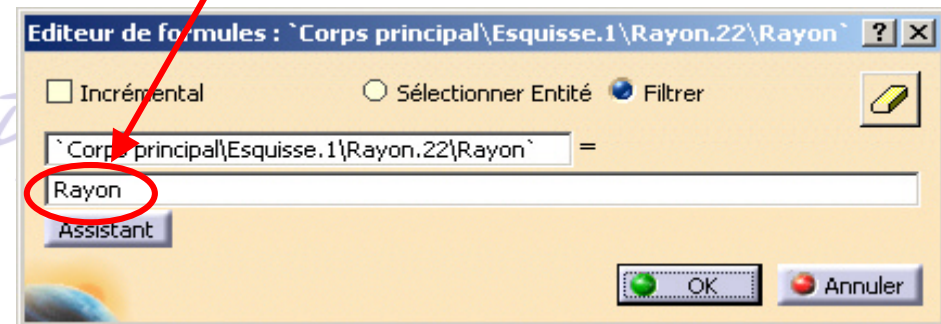 Editeur de formules : `Corps principal\Esquisse.1\Rayon.22\Rayon` ? X
Incrémental Sélectionner Entité Filtrer
`Corps principal\Esquisse.1\Rayon.22\Rayon` =
Rayon
Assistant
OK Annuler